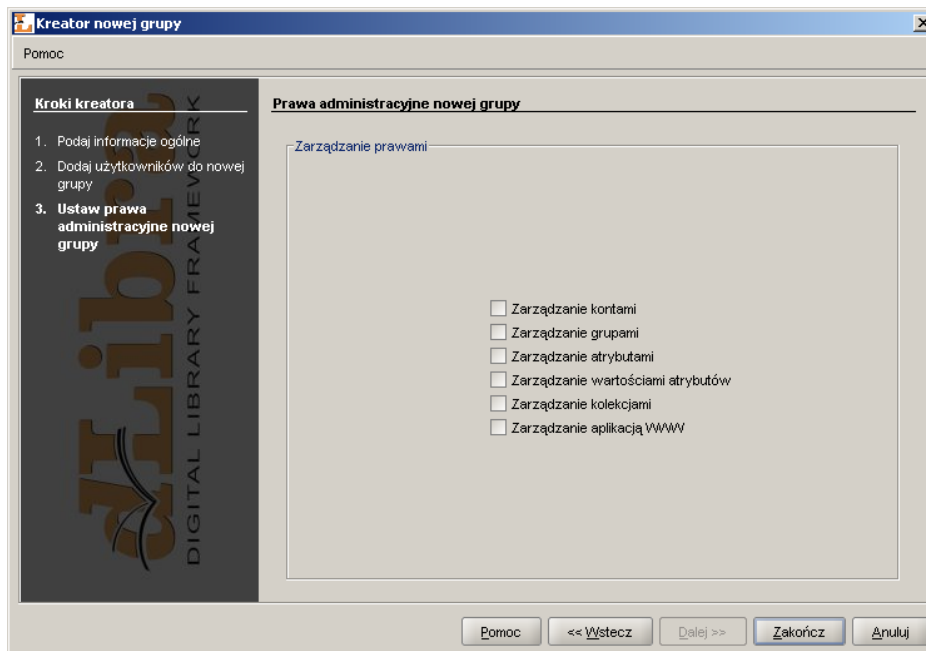 Kreator nowej grupy
Pomoc
Kroki kreatora
1. Podaj informacje ogólne
2. Dodaj użytkowników do nowej
grupy
3. Ustaw prawa
administracyjne nowej
grupy
dLibra
DIGITAL LIBRARY FRAMEWORK
Prawa administracyjne nowej grupy
Zarządzanie prawami
Zarządzanie kontami
Zarządzanie grupami
Zarządzanie atrybutami
Zarządzanie wartościami atrybutów
Zarządzanie kolekcjami
Zarządzanie aplikacją WWW
Pomoc
<< Wstecz
Dalej >>
Zakończ
Anuluj